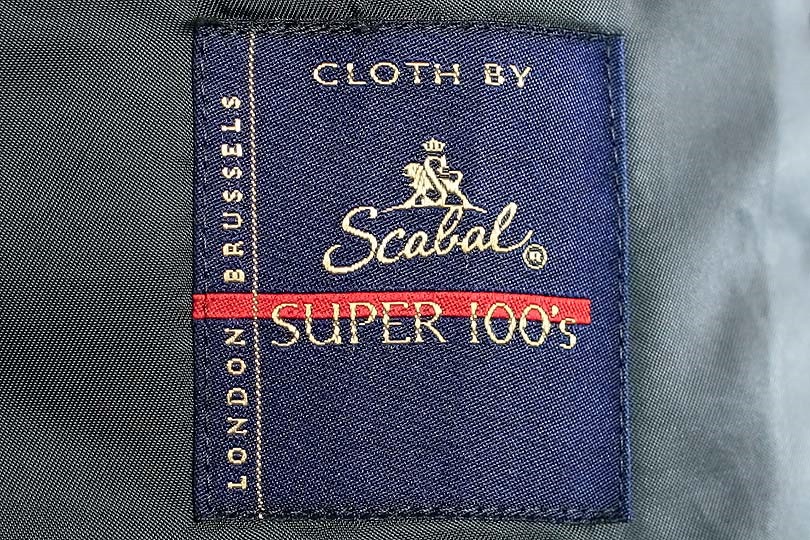 CLOTH BY
Scabal®
SUPER 100's
LONDON BRUSSELS